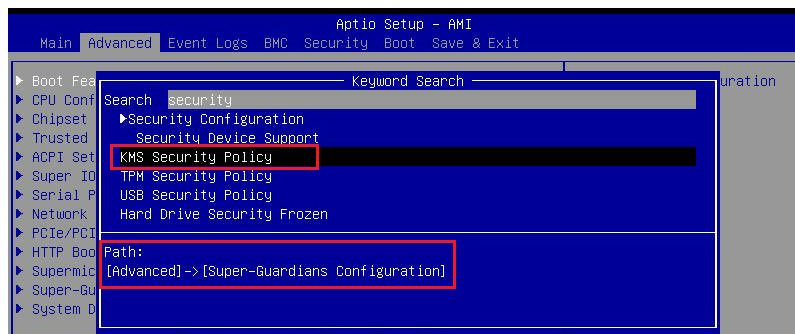 Aptio Setup - AMI
Main Advanced Event Logs BMC Security Boot Save & Exit
Boot Fea
Keyword Search
uration
CPU Conf
Search security
Chipset
Security Configuration
Trusted
Security Device Support
ACPI Set
KMS Security Policy
Super IO
TPM Security Policy
Serial P
USB Security Policy
Network
Hard Drive Security Frozen
PCIe/PCI
HTTP Boo
Path:
Supermic
[Advanced]->[Super-Guardians Configuration]
Super-Gu
System D